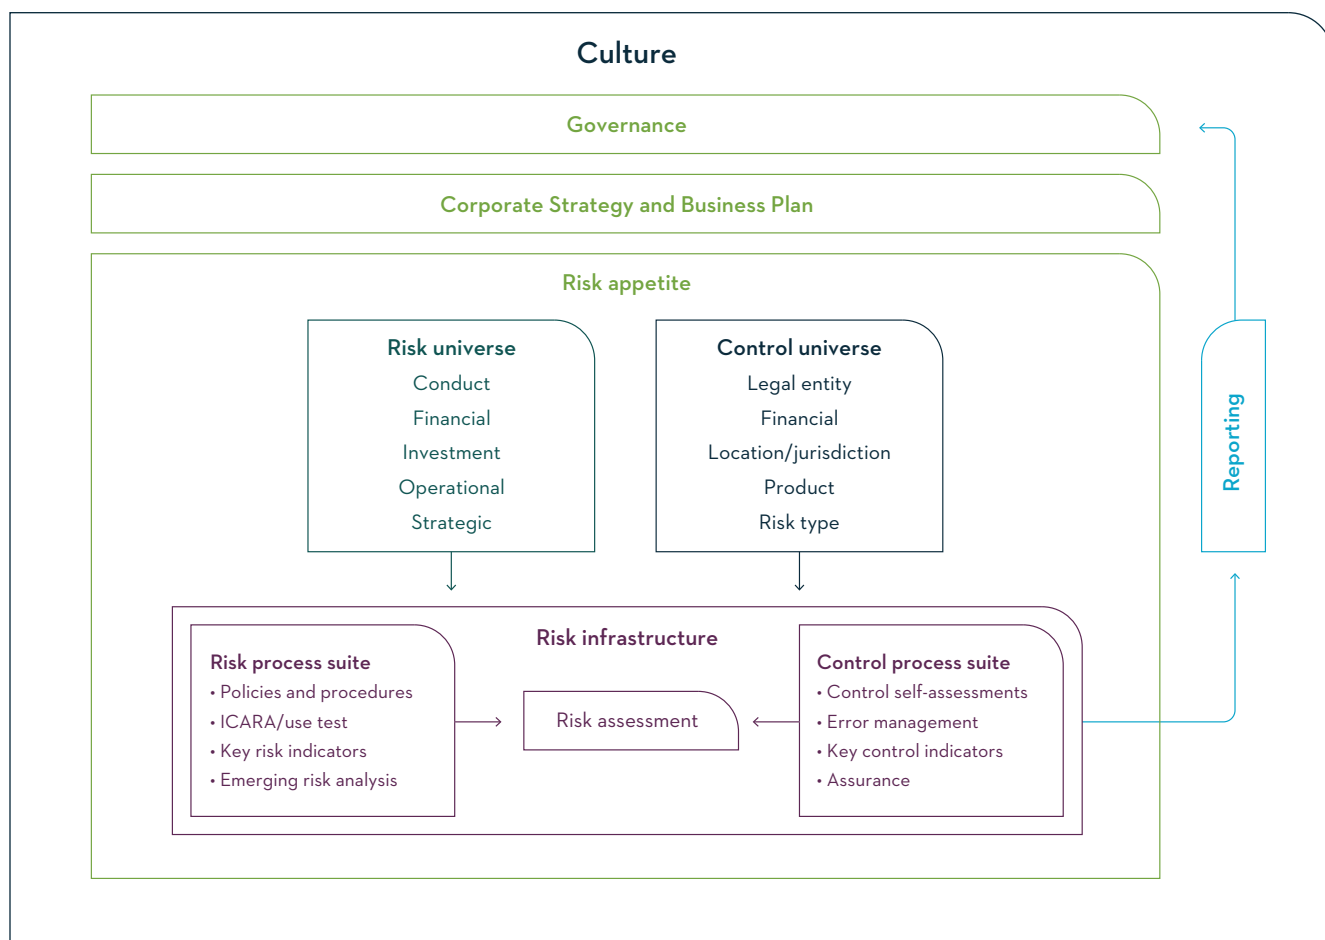 Culture
Governance
Corporate Strategy and Business Plan
Risk appetite
Risk universe
Conduct
Financial
Investment
Operational
Strategic
Control universe
Legal entity
Financial
Location/jurisdiction
Product
Risk type
Reporting
Risk infrastructure
Risk process suite
• Policies and procedures
• ICARA/use test
• Key risk indicators
• Emerging risk analysis
Risk assessment
Control process suite
• Control self-assessments
• Error management
• Key control indicators
• Assurance